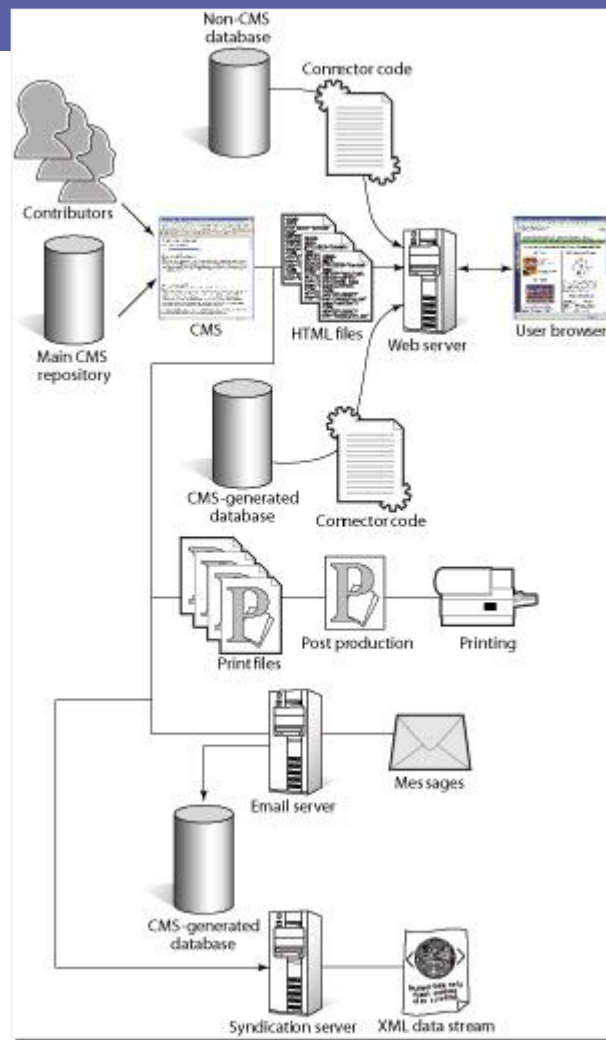 Non-CMS
database
Connector code
Contributors
CMS
HTML files
Web server
User browser
Main CMS
repository
CMS-generated
database
Connector code
Print files
Post production
Printing
Email server
Messages
CMS-generated
database
Syndication server
XML data stream